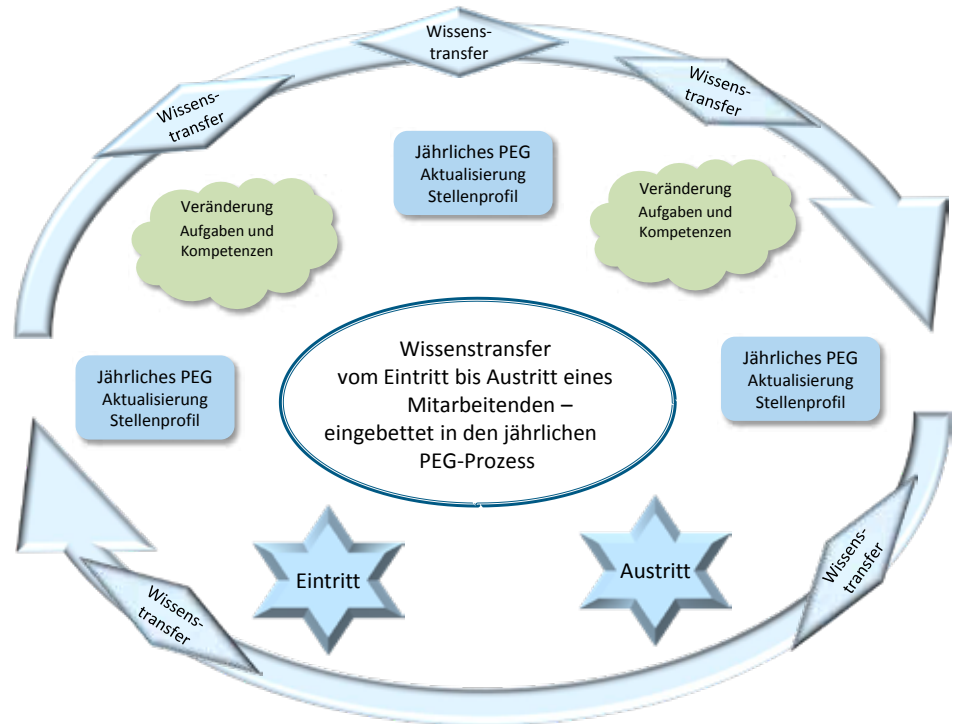 Wissens-
transfer
Wissens-
transfer
Wissens-
transfer
Jährliches PEG
Aktualisierung
Stellenprofil
Veränderung
Aufgaben und
Kompetenzen
Veränderung
Aufgaben und
Kompetenzen
Jährliches PEG
Aktualisierung
Stellenprofil
Wissenstransfer
vom Eintritt bis Austritt eines
Mitarbeitenden –
eingebettet in den jährlichen
PEG-Prozess
Jährliches PEG
Aktualisierung
Stellenprofil
Eintritt
Austritt
Wissens-
transfer
Wissens-
transfer